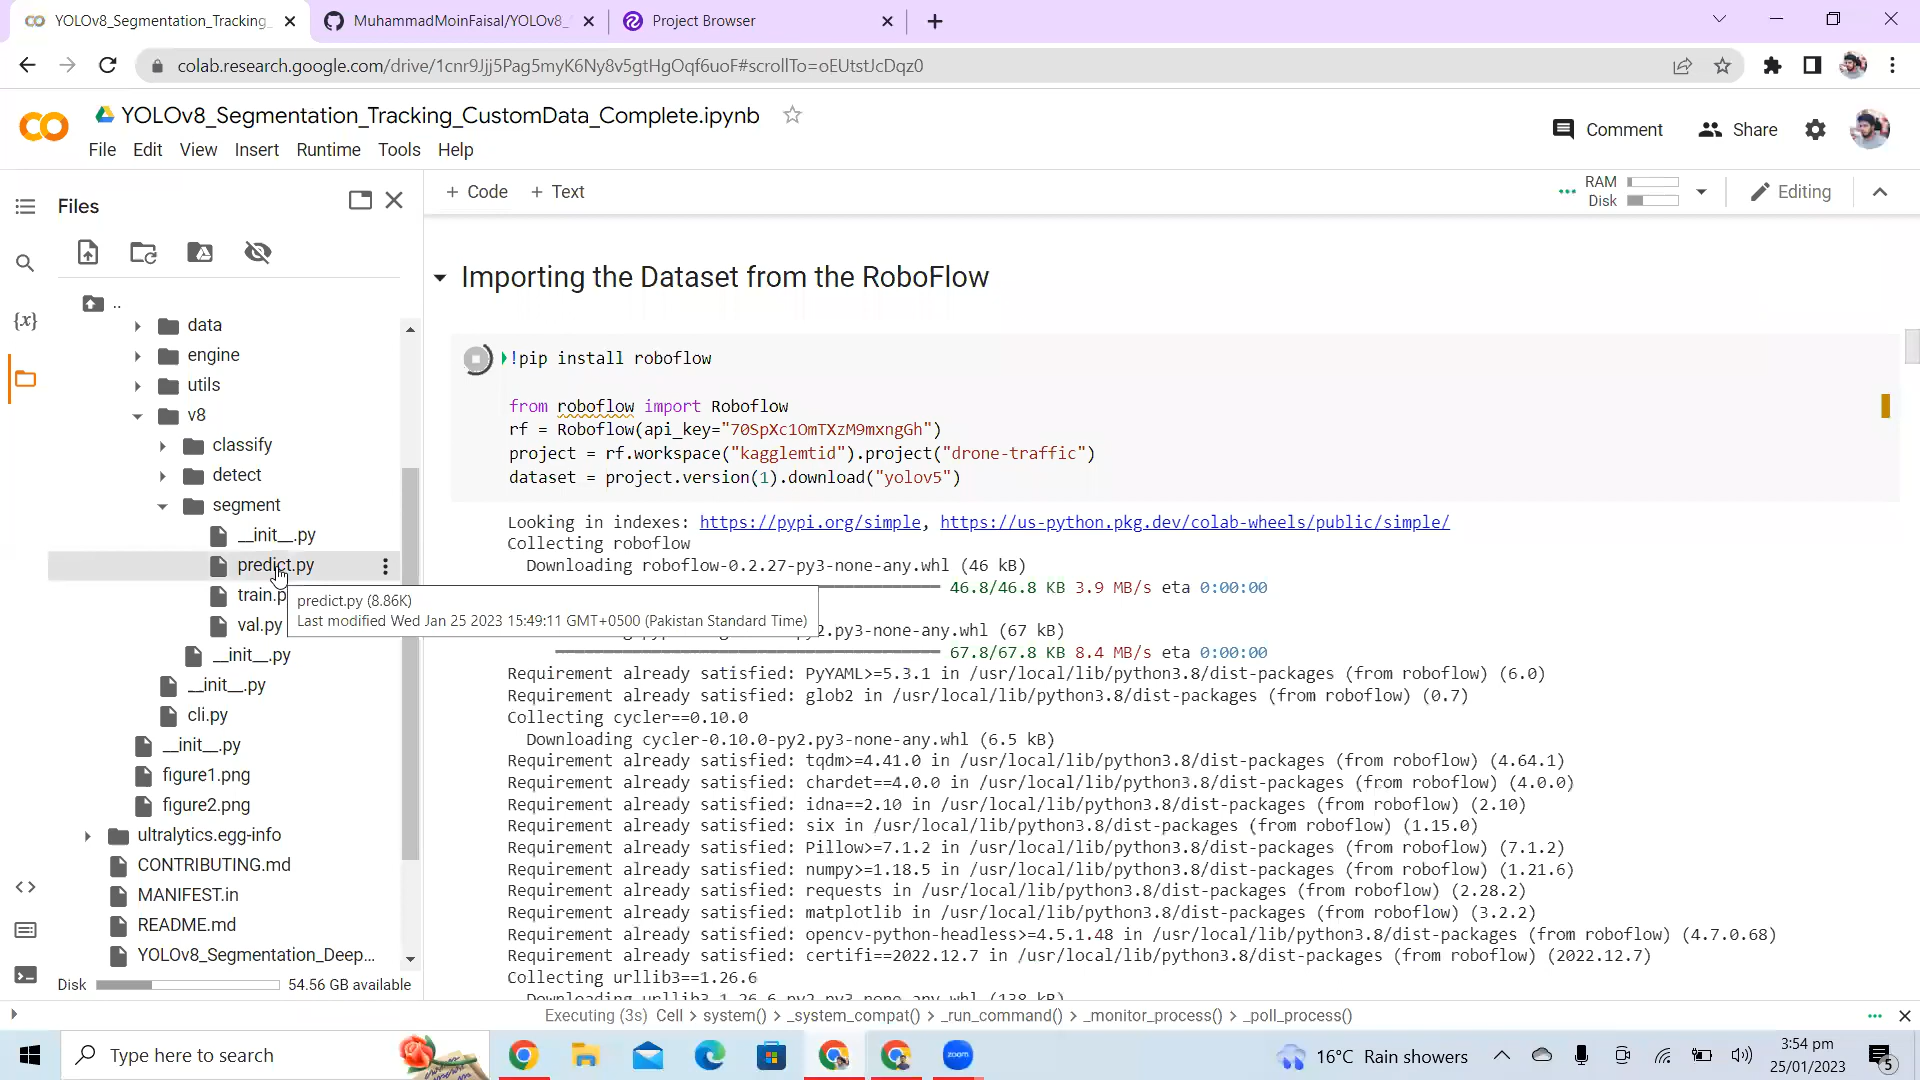 YOLOv8_Segmentation_Tracking_
MuhammadMoinFaisal/YOLOv8_
Project Browser
colab.research.google.com/drive/1cnr9Jjj5Pag5myK6Ny8v5gtHgOqf6uoF#scrollTo=oEUtstJcDqz0
YOLOv8_Segmentation_Tracking_CustomData_Complete.ipynb
File Edit View Insert Runtime Tools Help
Comment Share
Files
+ Code + Text
RAM
Disk
Editing
..
data
engine
utils
v8
classify
detect
segment
__init__.py
predict.py
train.p
val.py
__init__.py
__init__.py
cli.py
__init__.py
figure1.png
figure2.png
ultralytics.egg-info
CONTRIBUTING.md
MANIFEST.in
README.md
YOLOv8_Segmentation_Deep...
Disk 54.56 GB available
predict.py (8.86K)
Last modified Wed Jan 25 2023 15:49:11 GMT+0500 (Pakistan Standard Time)
Importing the Dataset from the RoboFlow
!pip install roboflow
from roboflow import Roboflow
rf = Roboflow(api_key="70SpXc1OmTXzM9mxngGh")
project = rf.workspace("kagglemtid").project("drone-traffic")
dataset = project.version(1).download("yolov5")
Looking in indexes: https://pypi.org/simple, https://us-python.pkg.dev/colab-wheels/public/simple/
Collecting roboflow
Downloading roboflow-0.2.27-py3-none-any.whl (46 kB)
46.8/46.8 KB 3.9 MB/s eta 0:00:00
2.py3-none-any.whl (67 kB)
67.8/67.8 KB 8.4 MB/s eta 0:00:00
Requirement already satisfied: PyYAML>=5.3.1 in /usr/local/lib/python3.8/dist-packages (from roboflow) (6.0)
Requirement already satisfied: glob2 in /usr/local/lib/python3.8/dist-packages (from roboflow) (0.7)
Collecting cycler==0.10.0
Downloading cycler-0.10.0-py2.py3-none-any.whl (6.5 kB)
Requirement already satisfied: tqdm>=4.41.0 in /usr/local/lib/python3.8/dist-packages (from roboflow) (4.64.1)
Requirement already satisfied: chardet==4.0.0 in /usr/local/lib/python3.8/dist-packages (from roboflow) (4.0.0)
Requirement already satisfied: idna==2.10 in /usr/local/lib/python3.8/dist-packages (from roboflow) (2.10)
Requirement already satisfied: six in /usr/local/lib/python3.8/dist-packages (from roboflow) (1.15.0)
Requirement already satisfied: Pillow>=7.1.2 in /usr/local/lib/python3.8/dist-packages (from roboflow) (7.1.2)
Requirement already satisfied: numpy>=1.18.5 in /usr/local/lib/python3.8/dist-packages (from roboflow) (1.21.6)
Requirement already satisfied: requests in /usr/local/lib/python3.8/dist-packages (from roboflow) (2.28.2)
Requirement already satisfied: matplotlib in /usr/local/lib/python3.8/dist-packages (from roboflow) (3.2.2)
Requirement already satisfied: opencv-python-headless>=4.5.1.48 in /usr/local/lib/python3.8/dist-packages (from roboflow) (4.7.0.68)
Requirement already satisfied: certifi==2022.12.7 in /usr/local/lib/python3.8/dist-packages (from roboflow) (2022.12.7)
Collecting urllib3==1.26.6
Downloading urllib3-1.26.6-py2.py3-none-any.whl (138 kB)
Executing (3s) Cell > system() > _system_compat() > _run_command() > _monitor_process() > _poll_process()
Type here to search
zoom
16°C Rain showers
3:54 pm
25/01/2023
5